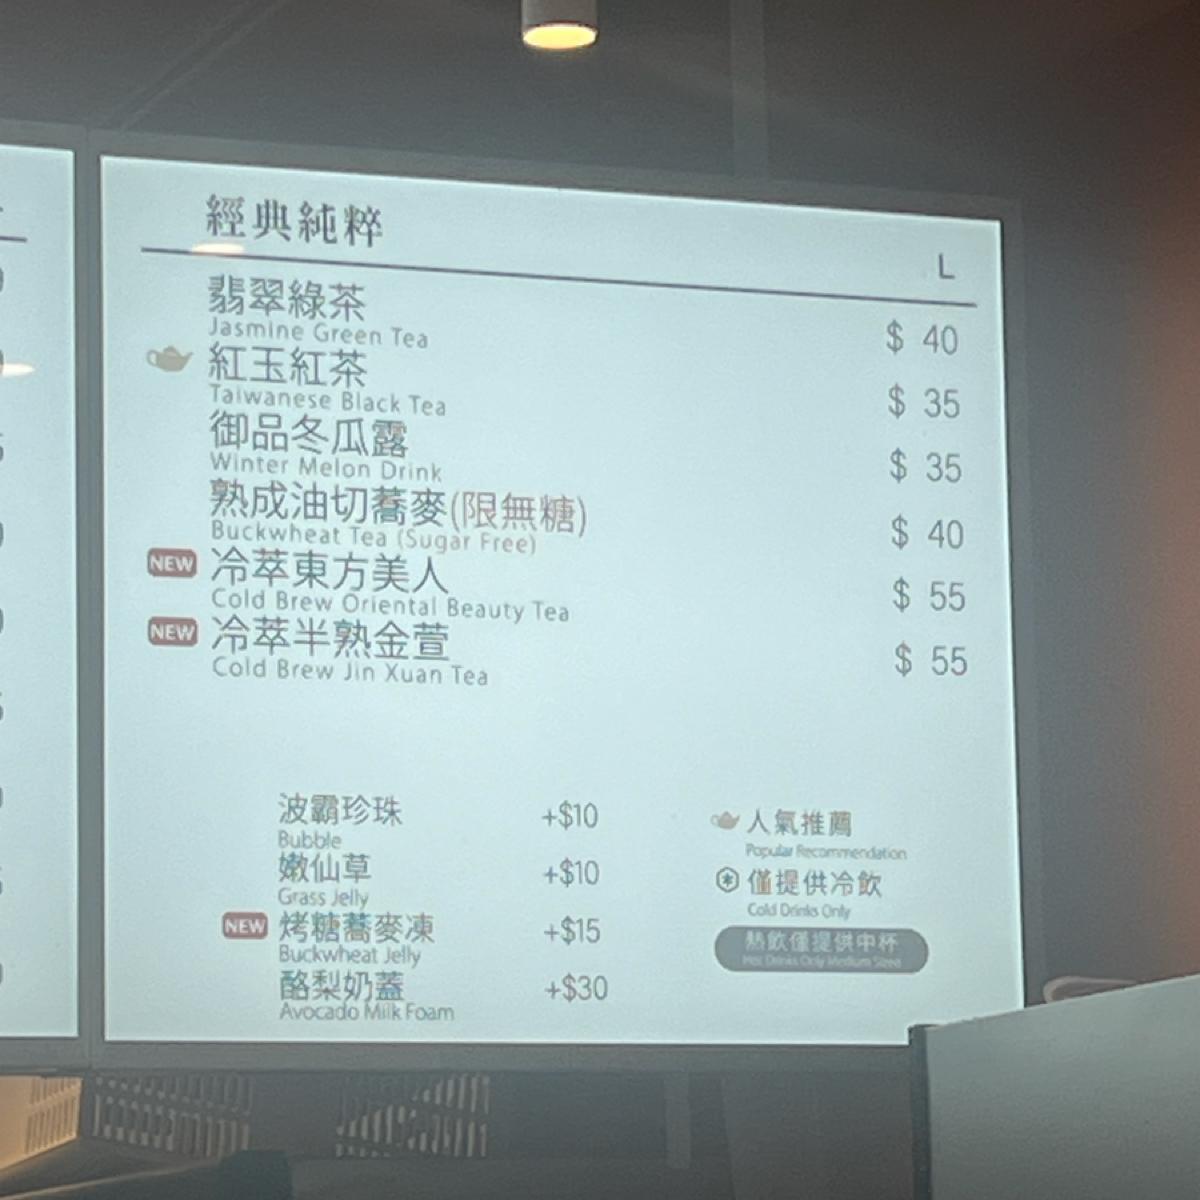 經典純粹
L
翡翠綠茶 $ 40
Jasmine Green Tea
紅玉紅茶 $ 35
Taiwanese Black Tea
御品冬瓜露 $ 35
Winter Melon Drink
熟成油切蕎麥(限無糖) $ 40
Buckwheat Tea (Sugar Free)
NEW 冷萃東方美人 $ 55
Cold Brew Oriental Beauty Tea
NEW 冷萃半熟金萱 $ 55
Cold Brew Jin Xuan Tea
波霸珍珠 +$10
Bubble
嫩仙草 +$10
Grass Jelly
NEW 烤糖蕎麥凍 +$15
Buckwheat Jelly
酪梨奶蓋 +$30
Avocado Milk Foam
人氣推薦
Popular Recommendation
僅提供冷飲
Cold Drinks Only
熱飲僅提供中杯
Hot Drinks Only Medium Sized